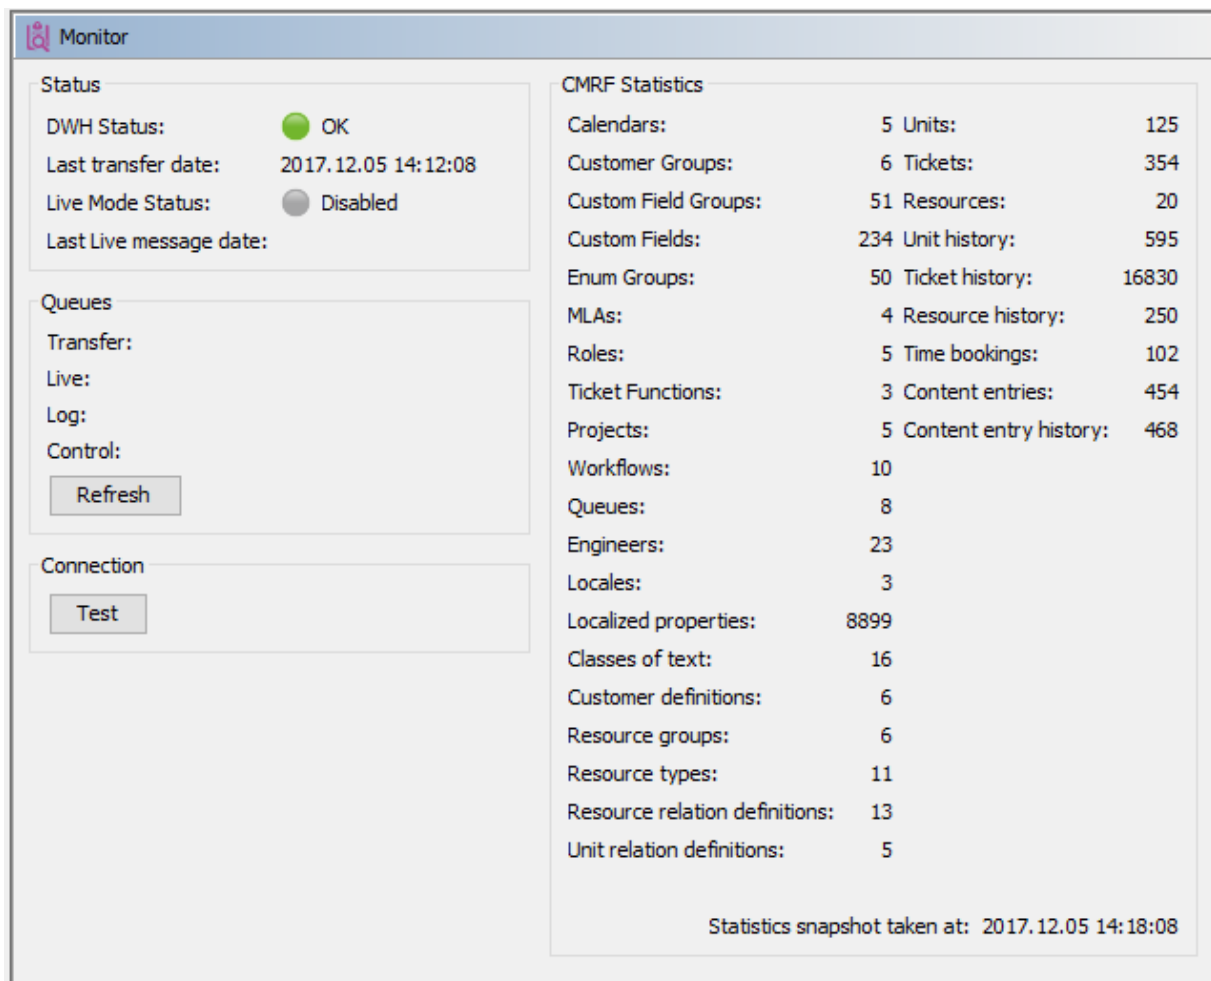 Monitor
Status
DWH Status: OK
Last transfer date: 2017.12.05 14:12:08
Live Mode Status: Disabled
Last Live message date:
Queues
Transfer:
Live:
Log:
Control:
Refresh
Connection
Test
CMRF Statistics
Calendars: 5 Units: 125
Customer Groups: 6 Tickets: 354
Custom Field Groups: 51 Resources: 20
Custom Fields: 234 Unit history: 595
Enum Groups: 50 Ticket history: 16830
MLAs: 4 Resource history: 250
Roles: 5 Time bookings: 102
Ticket Functions: 3 Content entries: 454
Projects: 5 Content entry history: 468
Workflows: 10
Queues: 8
Engineers: 23
Locales: 3
Localized properties: 8899
Classes of text: 16
Customer definitions: 6
Resource groups: 6
Resource types: 11
Resource relation definitions: 13
Unit relation definitions: 5
Statistics snapshot taken at: 2017.12.05 14:18:08